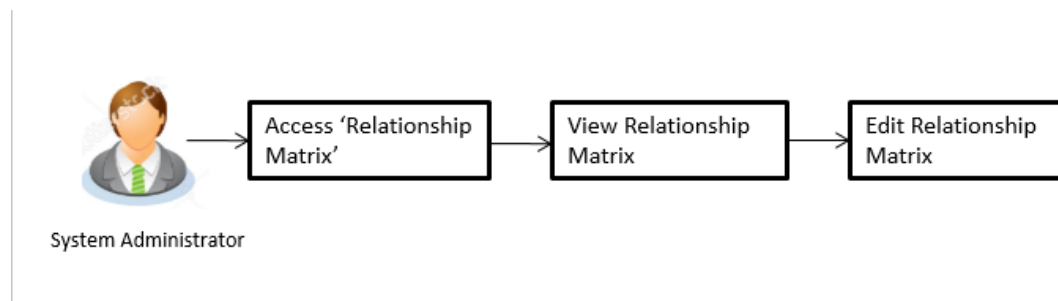 Access ‘Relationship
Matrix’
View Relationship
Matrix
Edit Relationship
Matrix
System Administrator